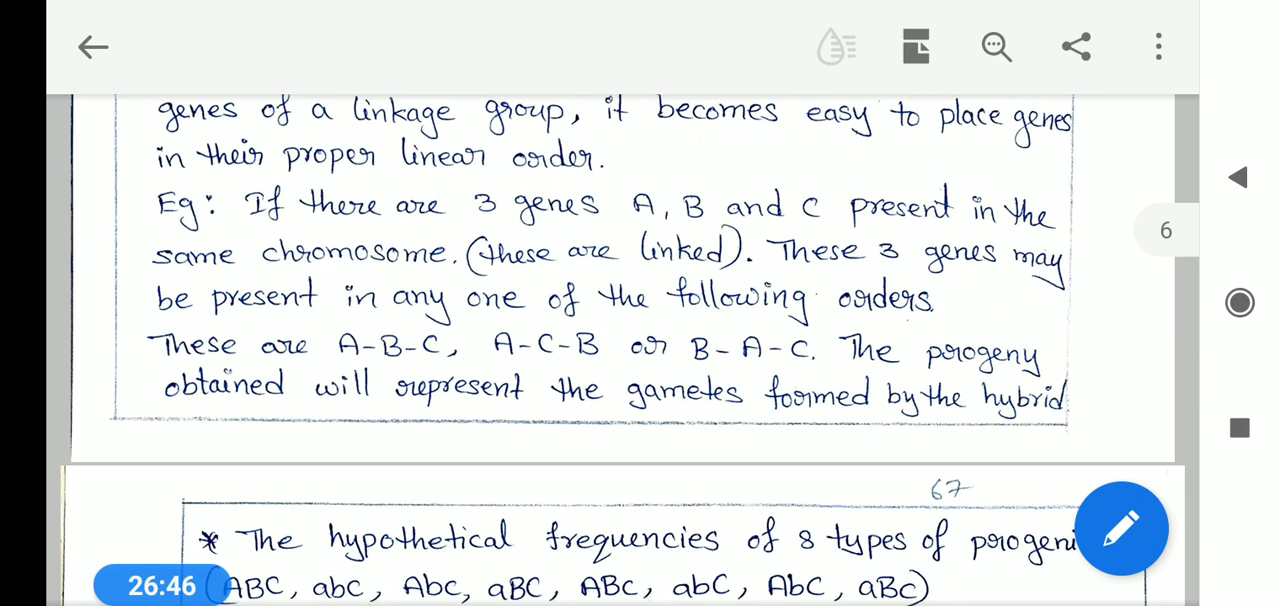 genes of a linkage group, it becomes easy to place genes
in their proper linear order.
Eg: If there are 3 genes A, B and C present in the
same chromosome. (these are linked). These 3 genes may
be present in any one of the following orders.
These are A-B-C, A-C-B or B-A-C. The progeny
obtained will represent the gametes formed by the hybrid
6
67
* The hypothetical frequencies of 8 types of progeni
(ABC, abc, Abc, aBC, ABc, abC, AbC, aBc)
26:46